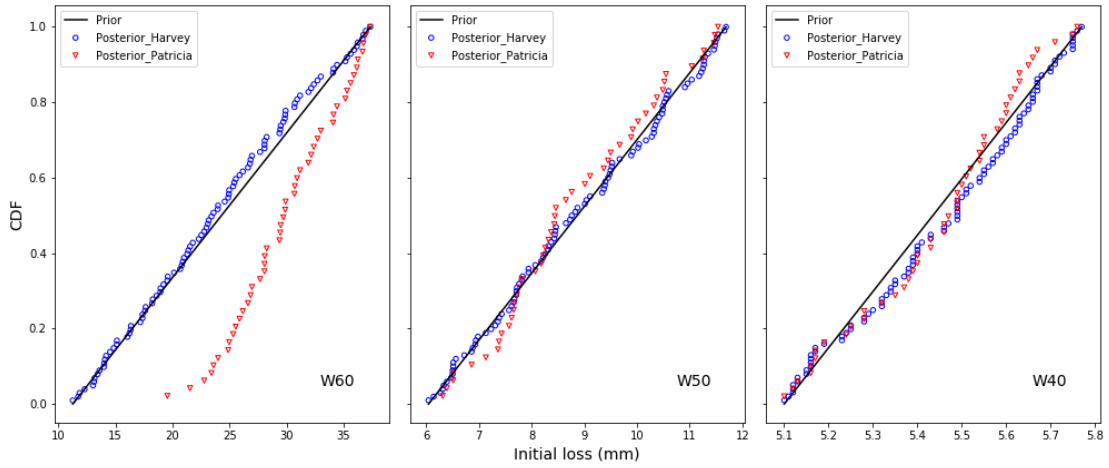 Prior
Posterior_Harvey
Posterior_Patricia
Prior
Posterior_Harvey
Posterior_Patricia
Prior
Posterior_Harvey
Posterior_Patricia
CDF
1.0
0.8
0.6
0.4
0.2
0.0
W60
W50
W40
10 15 20 25 30 35
6 7 8 9 10 11 12
5.1 5.2 5.3 5.4 5.5 5.6 5.7 5.8
Initial loss (mm)